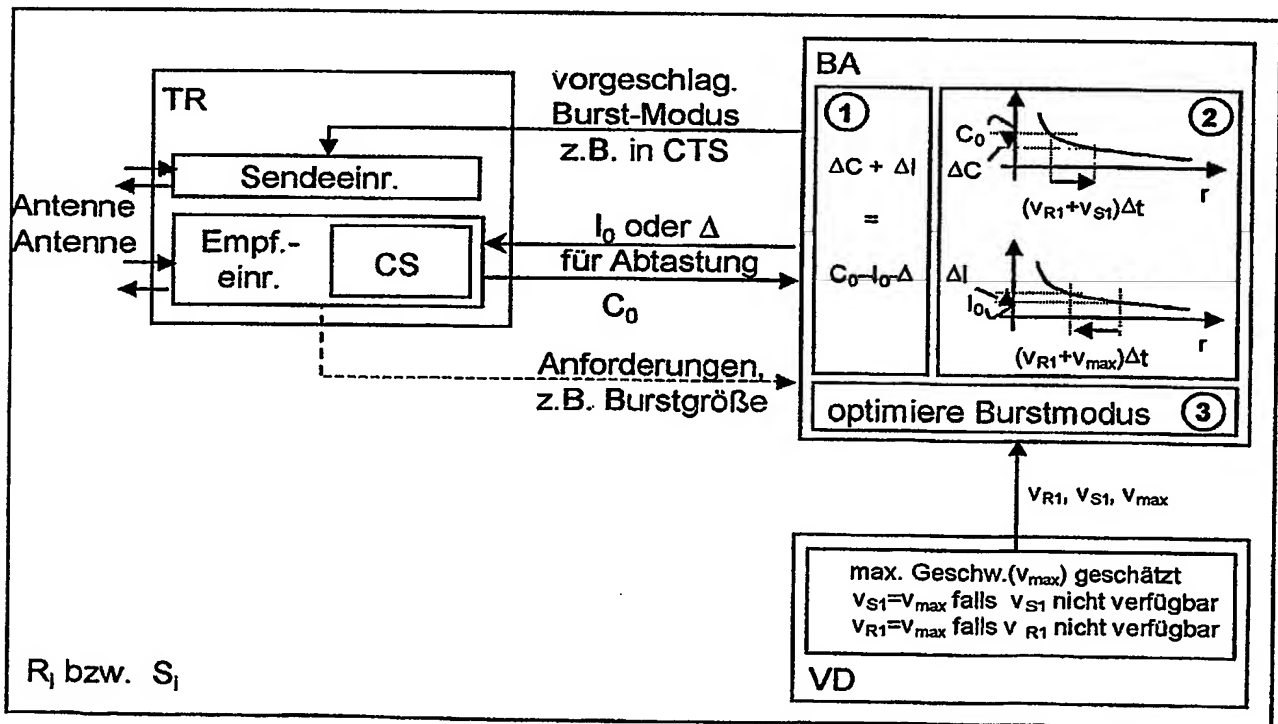 TR
Sendeeinr.
Antenne
Antenne
Empf.-
einr.
CS
vorgeschlag.
Burst-Modus
z.B. in CTS
I₀ oder Δ
für Abtastung
C₀
Anforderungen,
z.B. Burstgröße
BA
1
ΔC + ΔI
=
C₀-I₀-Δ
2
C₀
ΔC
r
(vR1+vS1)Δt
ΔI
I₀
r
(vR1+vmax)Δt
optimiere Burstmodus
3
vR1, vS1, vmax
max. Geschw.(vmax) geschätzt
vS1=vmax falls vS1 nicht verfügbar
vR1=vmax falls v R1 nicht verfügbar
VD
Ri bzw. Si